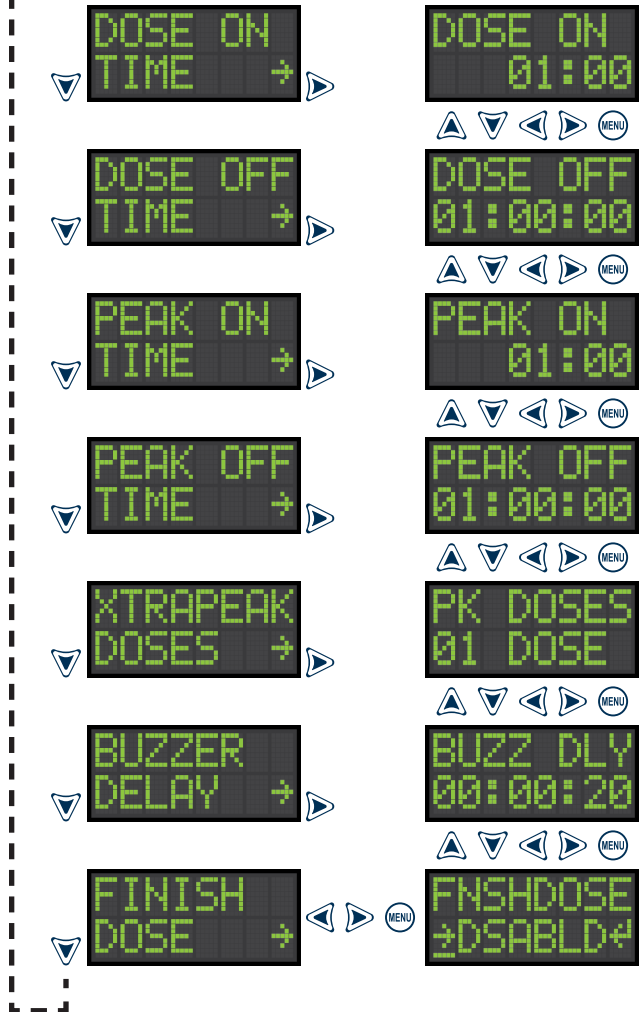 DOSE ON
TIME →
DOSE ON
01:00
MENU
DOSE OFF
TIME →
DOSE OFF
01:00:00
MENU
PEAK ON
TIME →
PEAK ON
01:00
MENU
PEAK OFF
TIME →
PEAK OFF
01:00:00
MENU
XTRAPEAK
DOSES →
PK DOSES
01 DOSE
MENU
BUZZER
DELAY →
BUZZ DLY
00:00:20
MENU
FINISH
DOSE →
MENU
FNSHDOSE
→DSABLD↵